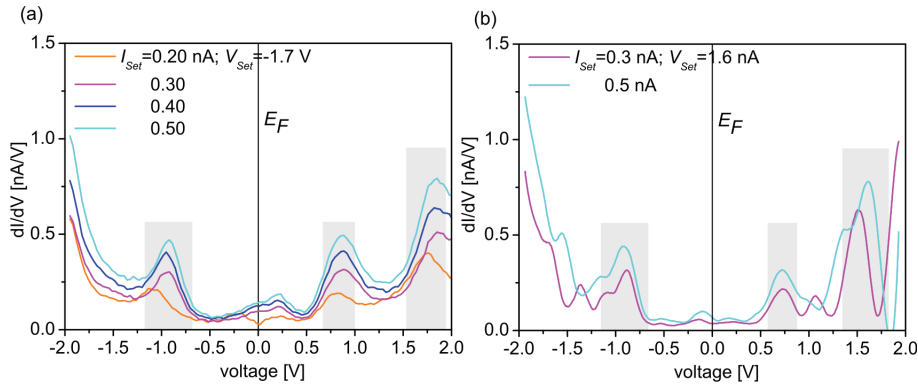 (a)
1.5
1.0
0.5
0.0
dI/dV [nA/V]
I_Set=0.20 nA; V_Set=-1.7 V
0.30
0.40
0.50
E_F
-2.0 -1.5 -1.0 -0.5 0.0 0.5 1.0 1.5 2.0
voltage [V]
(b)
1.5
1.0
0.5
0.0
dI/dV [nA/V]
I_Set=0.3 nA; V_Set=1.6 nA
0.5 nA
E_F
-2.0 -1.5 -1.0 -0.5 0.0 0.5 1.0 1.5 2.0
voltage [V]